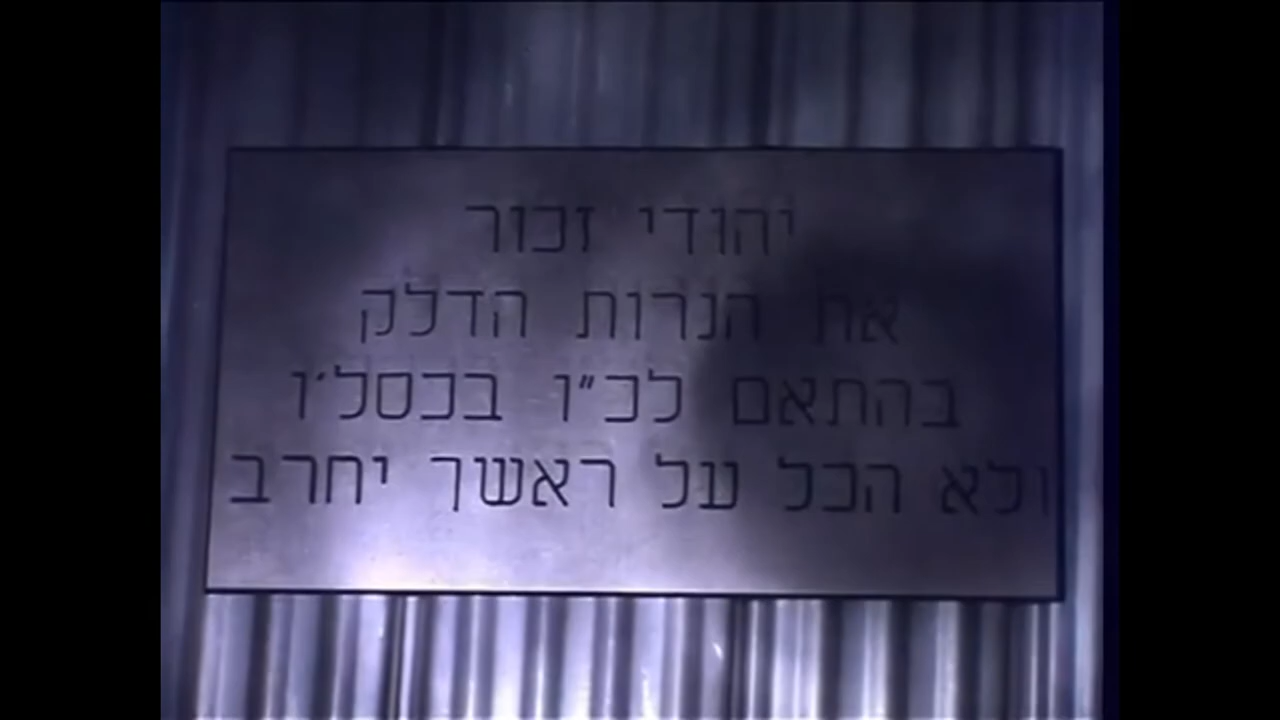 יהודי זכור
את הנרות הדלק
בהתאם לכ״ו בכסל׳ו
ולא הכל על ראשך יחרב